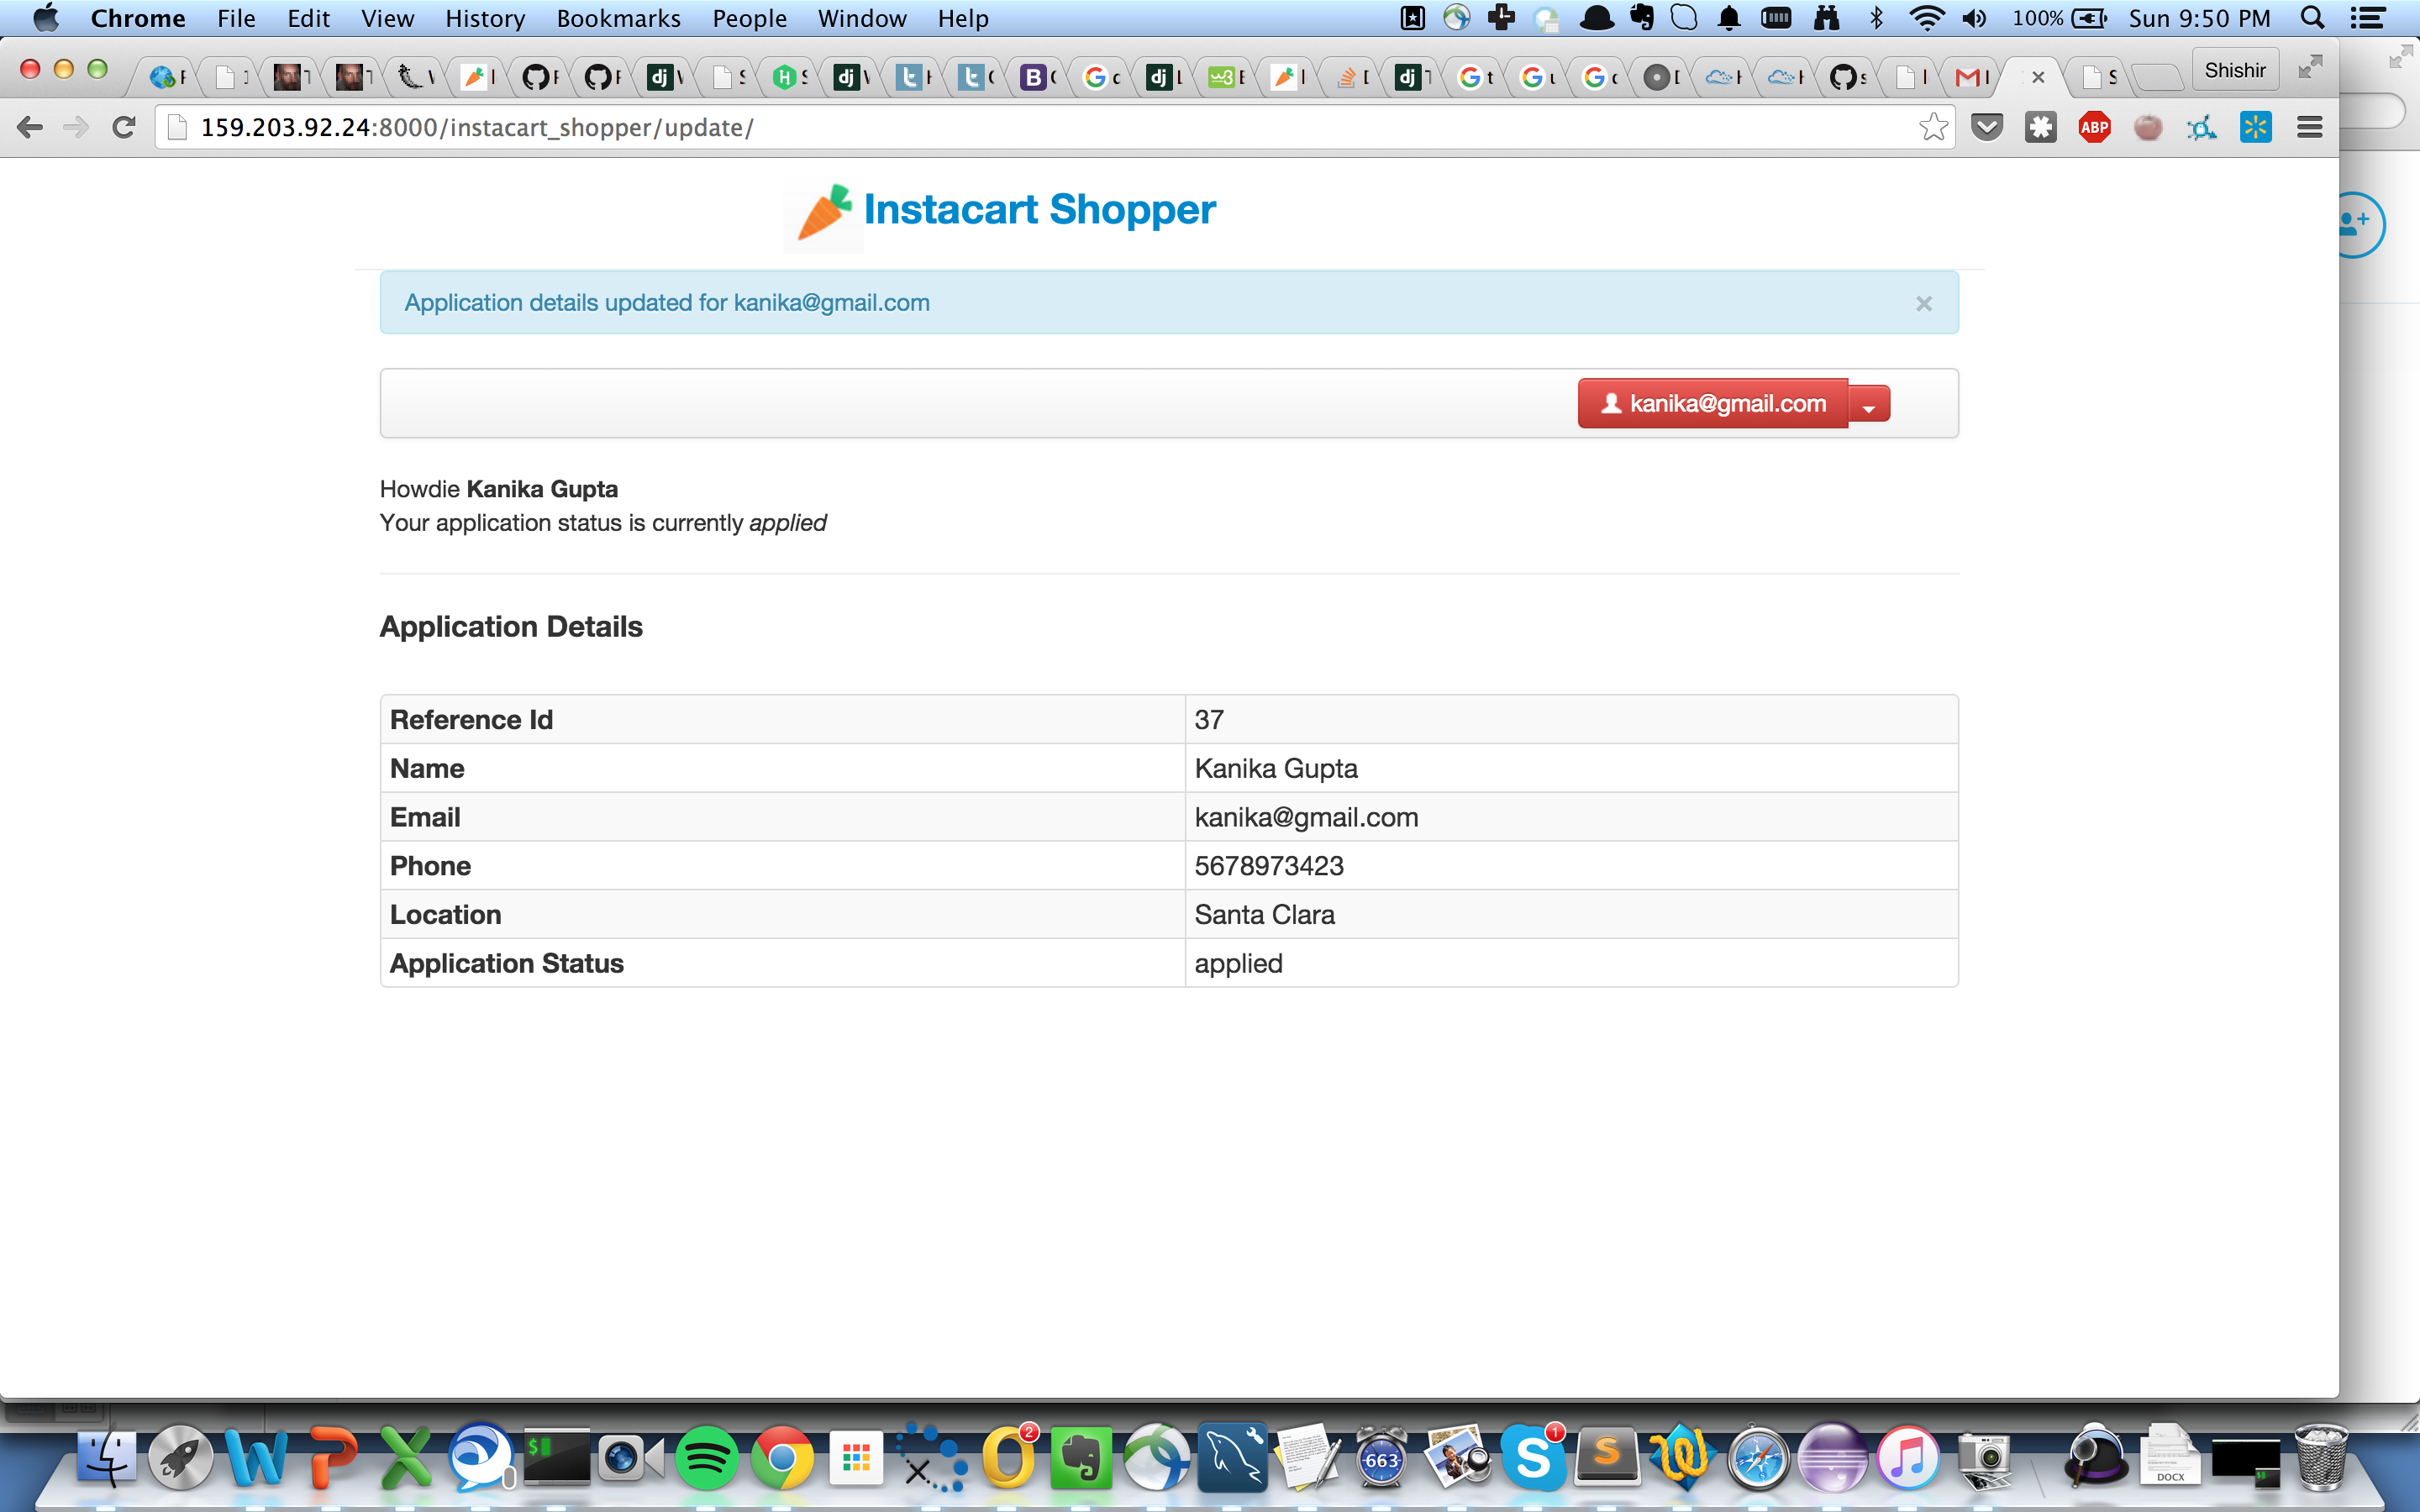 Chrome File Edit View History Bookmarks People Window Help 100% Sun 9:50 PM
Shishir
159.203.92.24:8000/instacart_shopper/update/
ABP
Instacart Shopper
Application details updated for kanika@gmail.com ×
kanika@gmail.com
Howdie Kanika Gupta
Your application status is currently applied
Application Details
Reference Id 37
Name Kanika Gupta
Email kanika@gmail.com
Phone 5678973423
Location Santa Clara
Application Status applied
2
663
1
DOCX